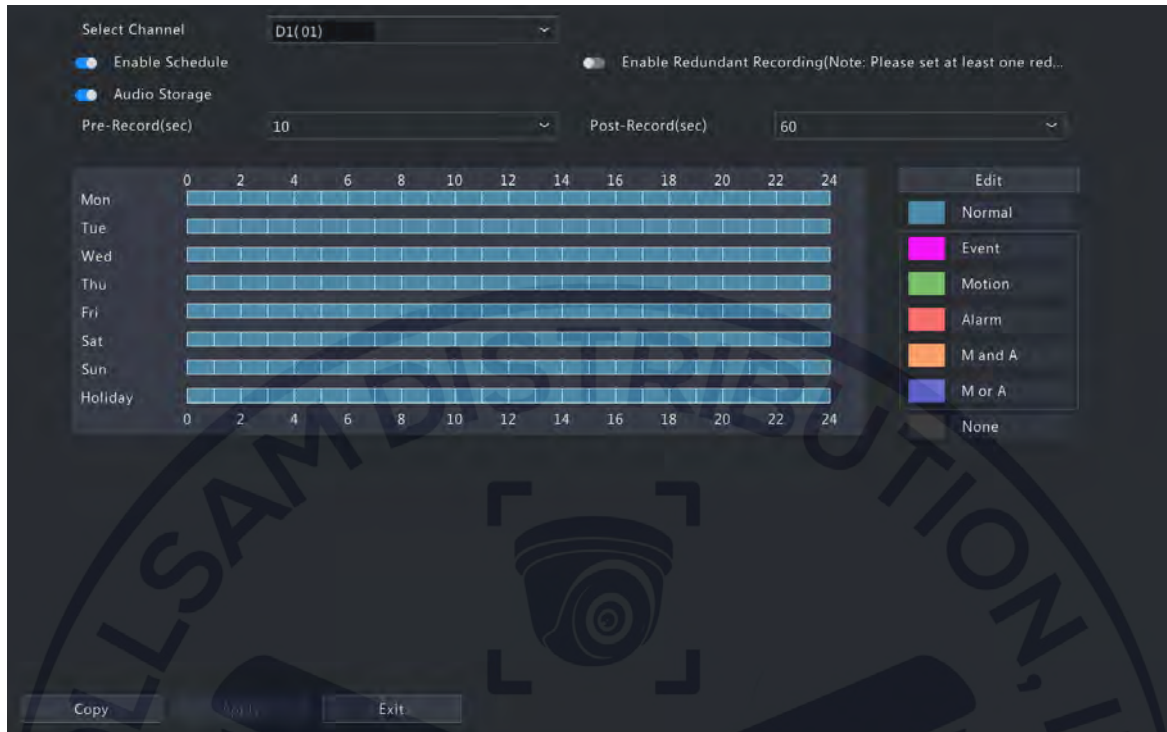 Select Channel D1( 01)
Enable Schedule Enable Redundant Recording(Note: Please set at least one red...
Audio Storage
Pre-Record(sec) 10 Post-Record(sec) 60
0 2 4 6 8 10 12 14 16 18 20 22 24 Edit
Mon
Normal
Tue
Wed
Event
Thu
Motion
Fri
Alarm
Sat
M and A
Sun
Holiday
M or A
0 2 4 6 8 10 12 14 16 18 20 22 24
None
LLSAM DISTRIBUTION, I
Copy Apply Exit